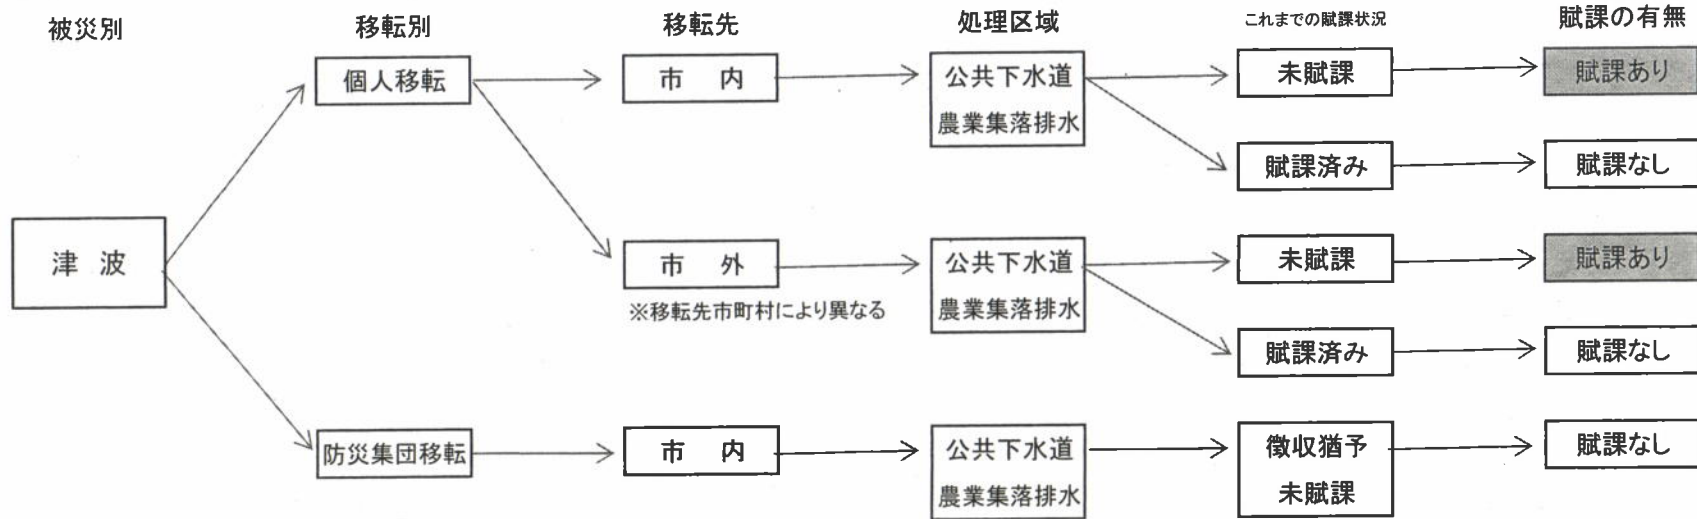 被災別 移転別 移転先 処理区域 これまでの賦課状況 賦課の有無
個人移転 市 内 公共下水道 未賦課 賦課あり
農業集落排水
賦課済み 賦課なし
津 波 市 外 公共下水道 未賦課 賦課あり
※移転先市町村により異なる 農業集落排水
賦課済み 賦課なし
防災集団移転 市 内 公共下水道 徴収猶予 賦課なし
農業集落排水 未賦課